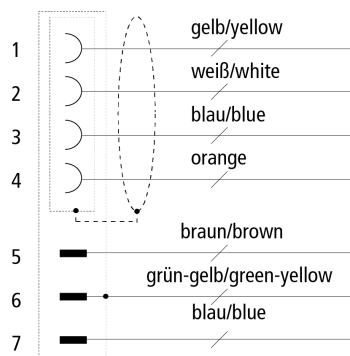 1 gelb/yellow
2 weiß/white
3 blau/blue
4 orange
5 braun/brown
6 grün-gelb/green-yellow
7 blau/blue